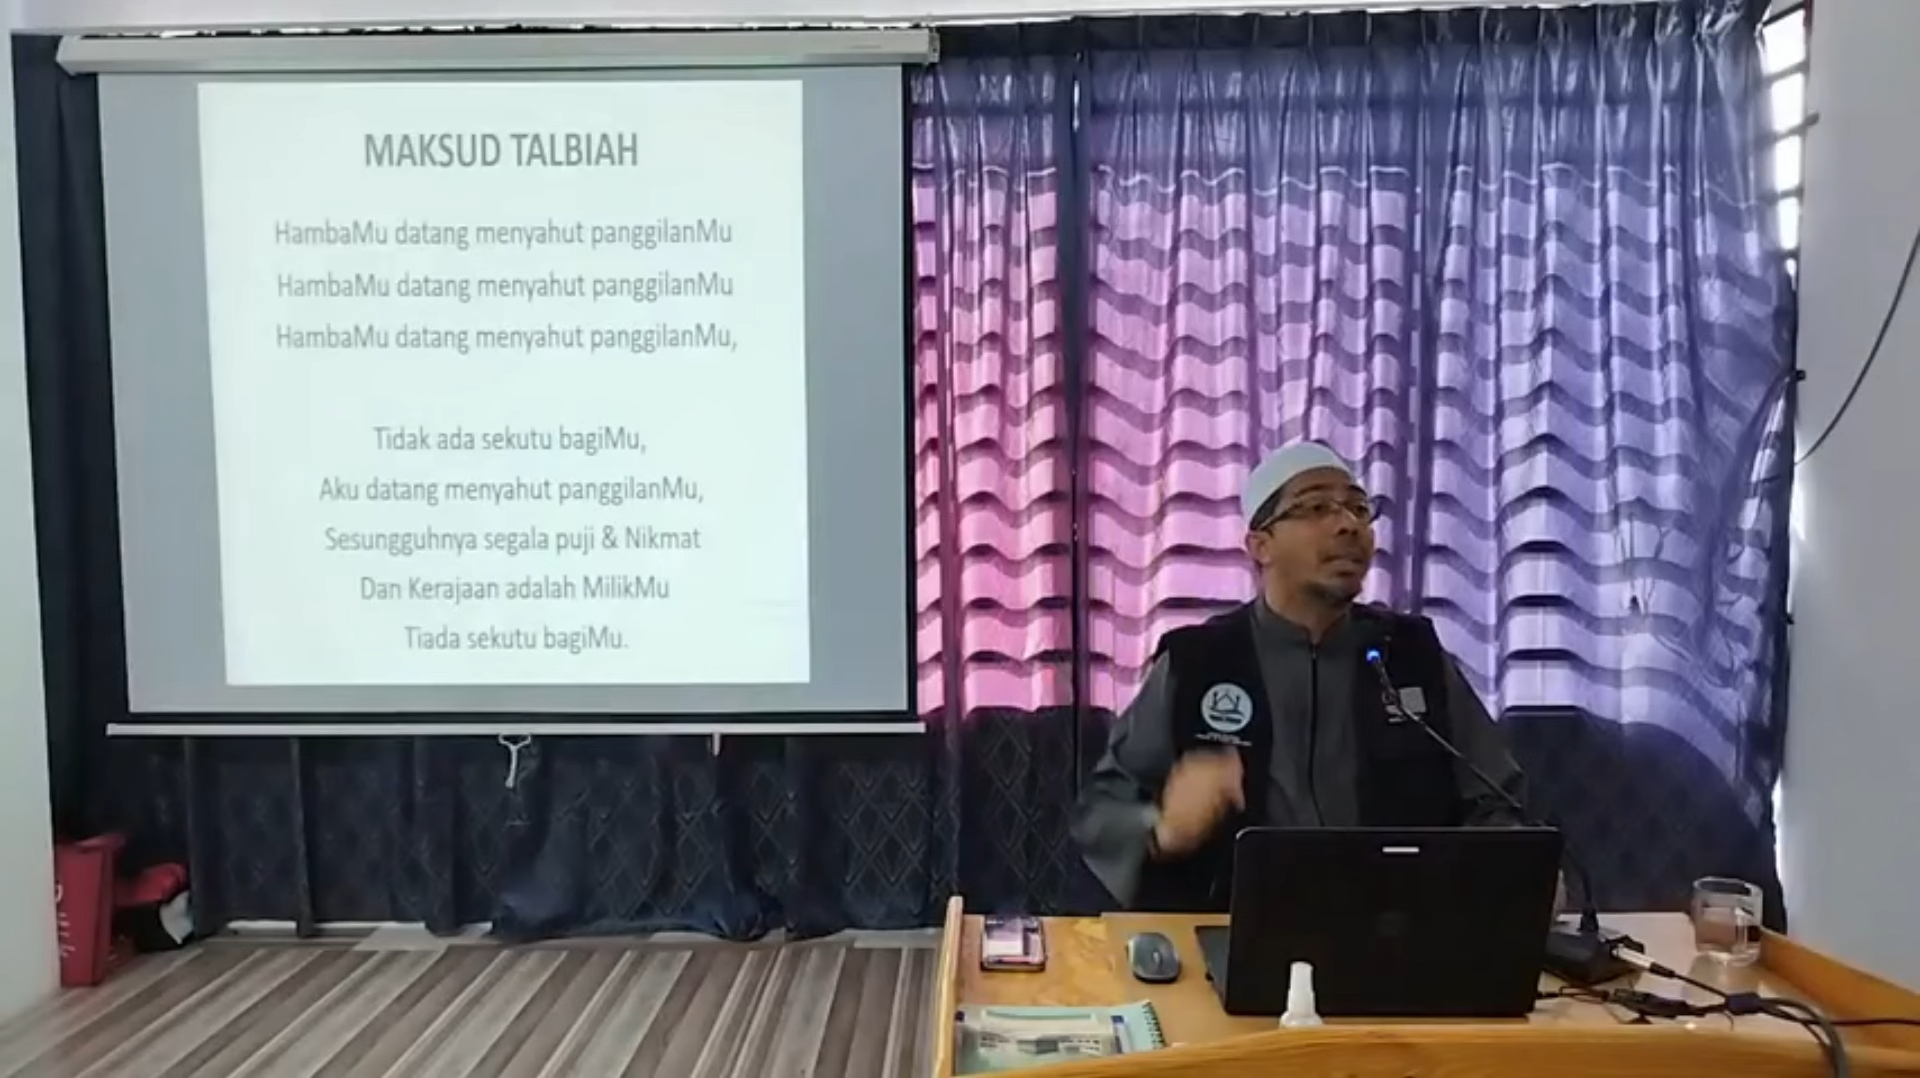 MAKSUD TALBIAH
HambaMu datang menyahut panggilanMu
HambaMu datang menyahut panggilanMu
HambaMu datang menyahut panggilanMu,
Tidak ada sekutu bagiMu,
Aku datang menyahut panggilanMu,
Sesungguhnya segala puji & Nikmat
Dan Kerajaan adalah MilikMu
Tiada sekutu bagiMu.